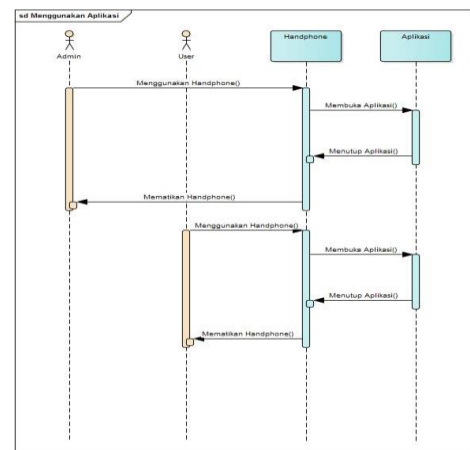 sd Menggunakan Aplikasi
Admin
User
Handphone
Aplikasi
Menggunakan Handphone()
Membuka Aplikasi()
Menutup Aplikasi()
Mematikan Handphone()
Menggunakan Handphone()
Membuka Aplikasi()
Menutup Aplikasi()
Mematikan Handphone()